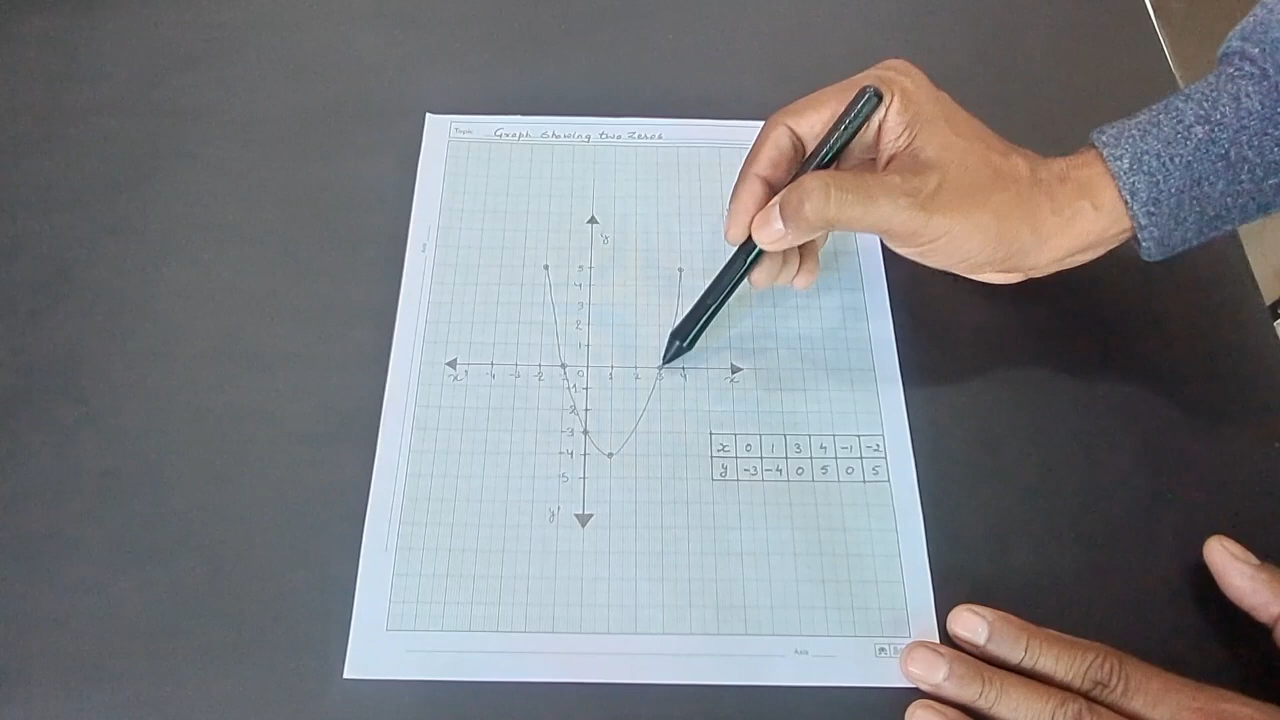 Topic Graph showing two zeros
y
5
4
3
2
1
x' -4 -3 -2 -1 0 1 2 3 4 x
-1
-2
-3
-4
5
y'
x 0 1 3 4 -1 -2
y -3 -4 0 5 0 5